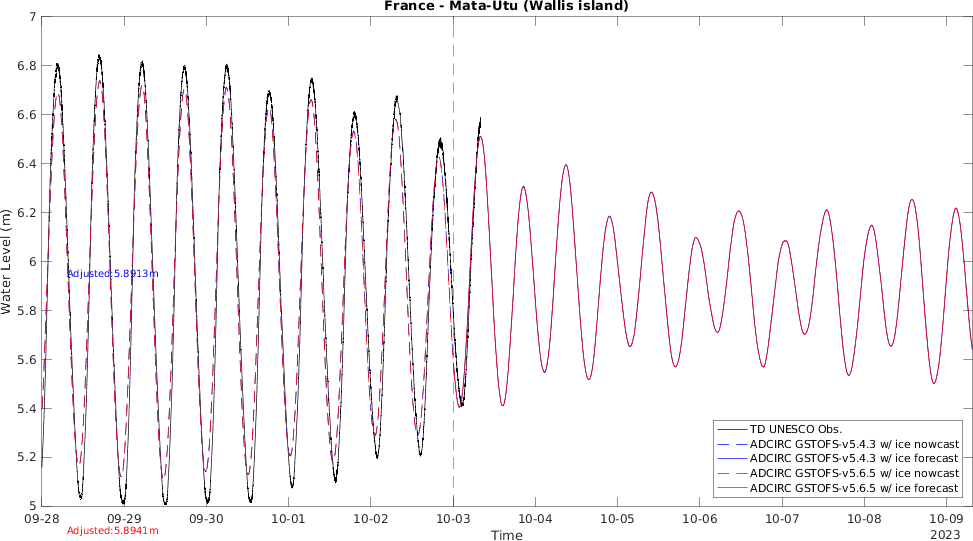 France - Mata-Utu (Wallis island)
Water Level (m)
7
6.8
6.6
6.4
6.2
6
5.8
5.6
5.4
5.2
5
Adjusted:5.8913m
TD UNESCO Obs.
ADCIRC GSTOFS-v5.4.3 w/ ice nowcast
ADCIRC GSTOFS-v5.4.3 w/ ice forecast
ADCIRC GSTOFS-v5.6.5 w/ ice nowcast
ADCIRC GSTOFS-v5.6.5 w/ ice forecast
09-28 09-29 09-30 10-01 10-02 10-03 10-04 10-05 10-06 10-07 10-08 10-09
Adjusted:5.8941m
Time
2023